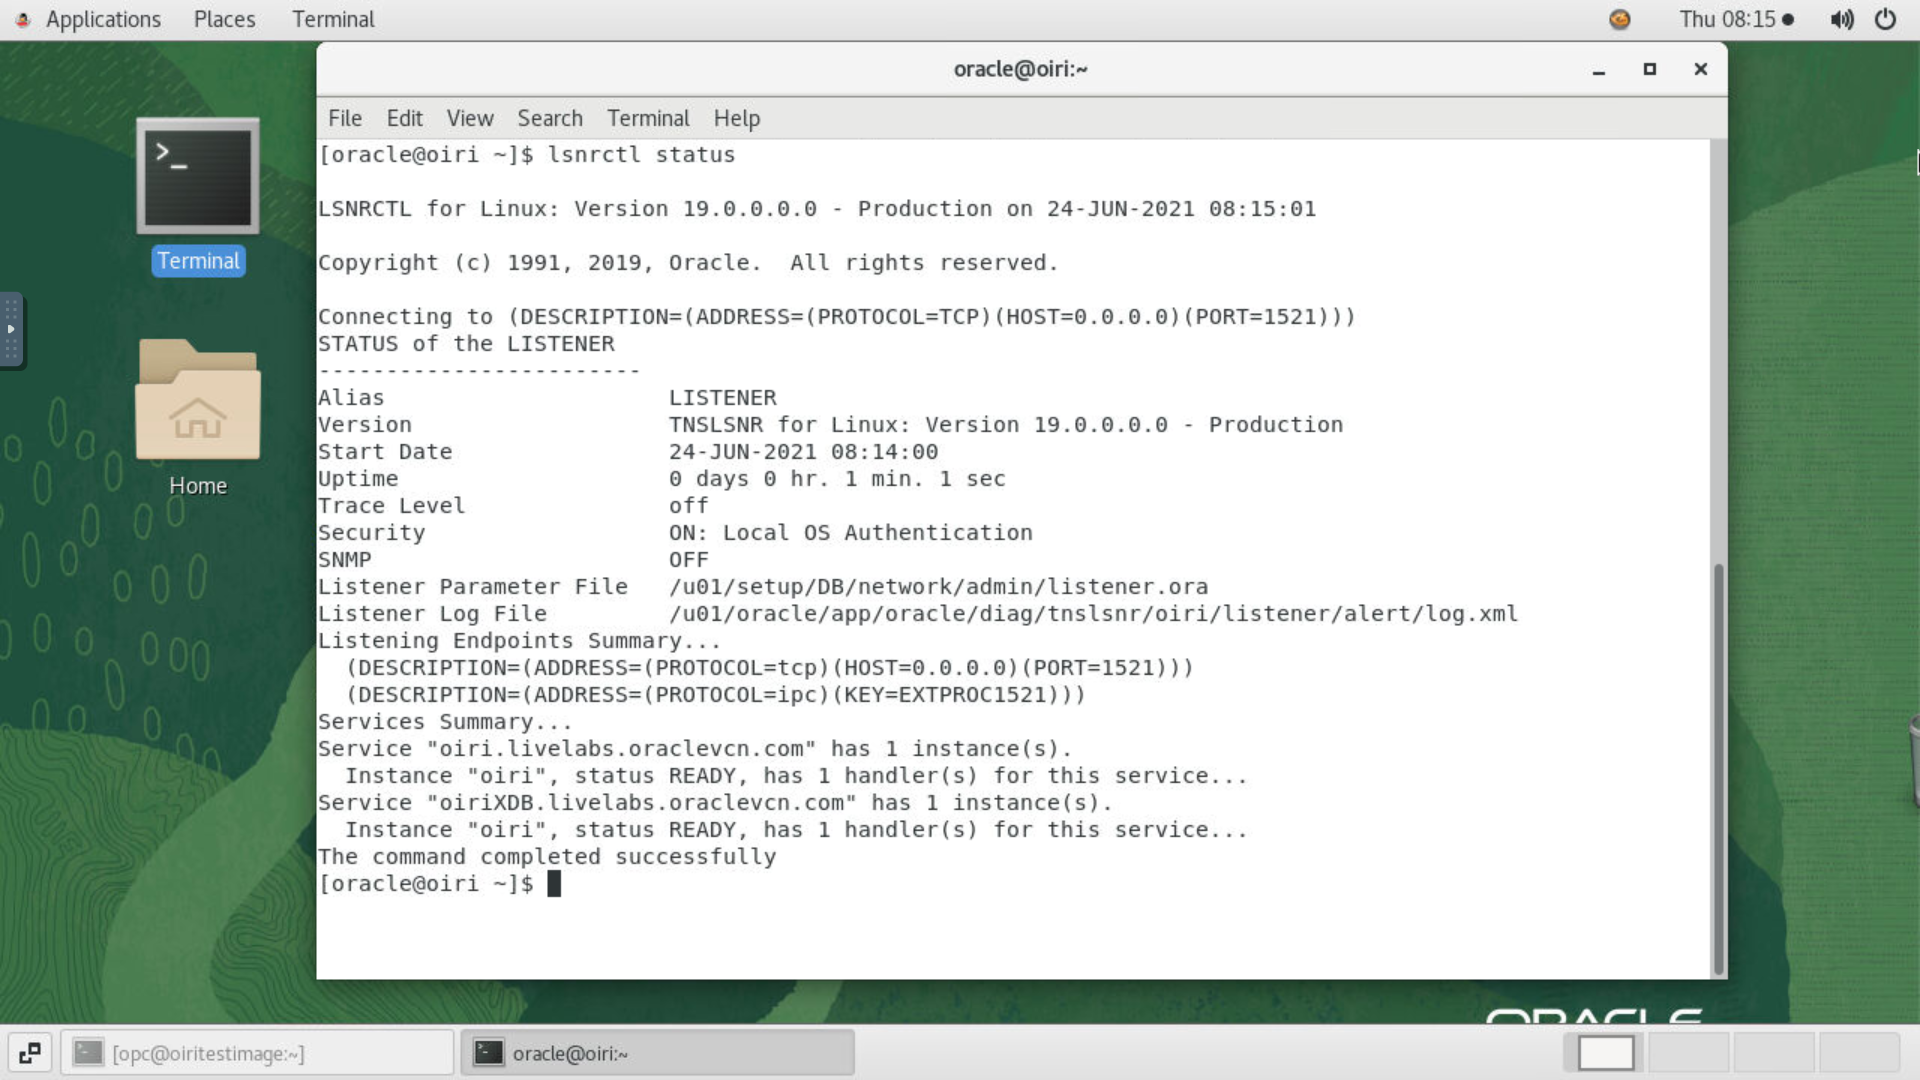 Applications Places Terminal Thu 08:15
oracle@oiri:~
File Edit View Search Terminal Help
[oracle@oiri ~]$ lsnrctl status
LSNRCTL for Linux: Version 19.0.0.0.0 - Production on 24-JUN-2021 08:15:01
Copyright (c) 1991, 2019, Oracle.  All rights reserved.
Connecting to (DESCRIPTION=(ADDRESS=(PROTOCOL=TCP)(HOST=0.0.0.0)(PORT=1521)))
STATUS of the LISTENER
------------------------
Alias                     LISTENER
Version                   TNSLSNR for Linux: Version 19.0.0.0.0 - Production
Start Date                24-JUN-2021 08:14:00
Uptime                    0 days 0 hr. 1 min. 1 sec
Trace Level               off
Security                  ON: Local OS Authentication
SNMP                      OFF
Listener Parameter File   /u01/setup/DB/network/admin/listener.ora
Listener Log File         /u01/oracle/app/oracle/diag/tnslsnr/oiri/listener/alert/log.xml
Listening Endpoints Summary...
  (DESCRIPTION=(ADDRESS=(PROTOCOL=tcp)(HOST=0.0.0.0)(PORT=1521)))
  (DESCRIPTION=(ADDRESS=(PROTOCOL=ipc)(KEY=EXTPROC1521)))
Services Summary...
Service "oiri.livelabs.oraclevcn.com" has 1 instance(s).
  Instance "oiri", status READY, has 1 handler(s) for this service...
Service "oiriXDB.livelabs.oraclevcn.com" has 1 instance(s).
  Instance "oiri", status READY, has 1 handler(s) for this service...
The command completed successfully
[oracle@oiri ~]$
Terminal
Home
ORACLE
[opc@oiritestimage:~] oracle@oiri:~